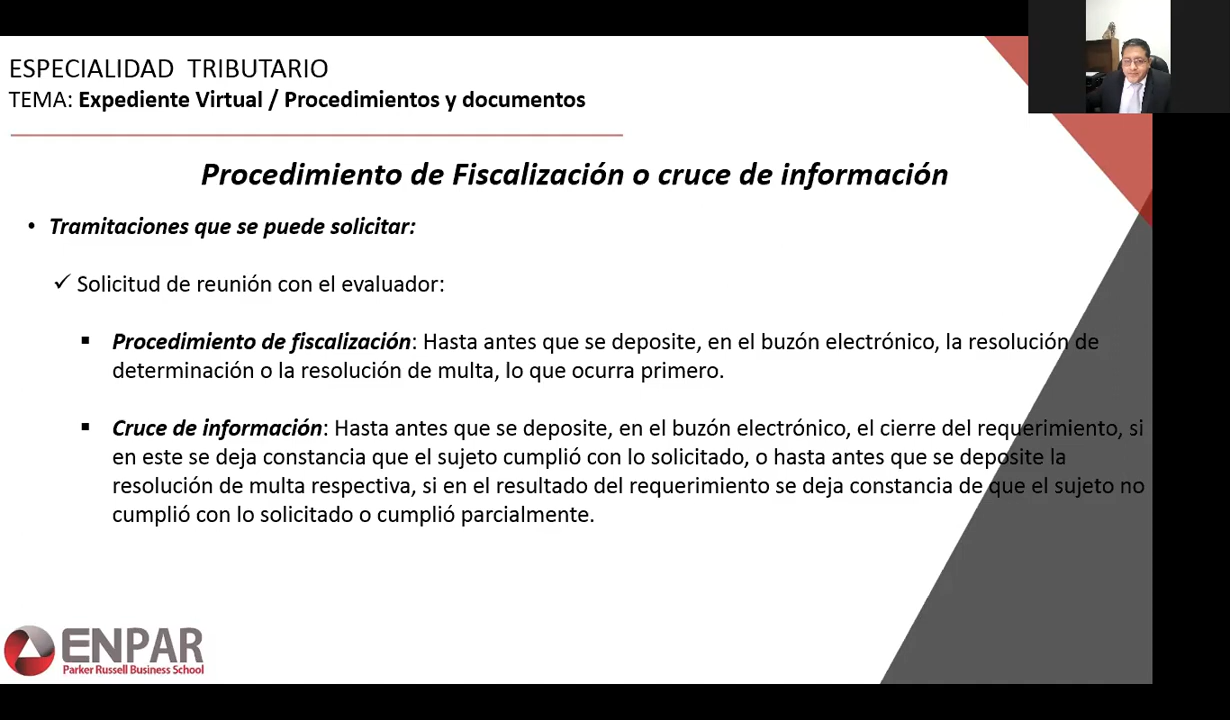 ESPECIALIDAD TRIBUTARIO
TEMA: Expediente Virtual / Procedimientos y documentos
Procedimiento de Fiscalización o cruce de información
• Tramitaciones que se puede solicitar:
✓ Solicitud de reunión con el evaluador:
▪ Procedimiento de fiscalización: Hasta antes que se deposite, en el buzón electrónico, la resolución de
determinación o la resolución de multa, lo que ocurra primero.
▪ Cruce de información: Hasta antes que se deposite, en el buzón electrónico, el cierre del requerimiento, si
en este se deja constancia que el sujeto cumplió con lo solicitado, o hasta antes que se deposite la
resolución de multa respectiva, si en el resultado del requerimiento se deja constancia de que el sujeto no
cumplió con lo solicitado o cumplió parcialmente.
ENPAR
Parker Russell Business School